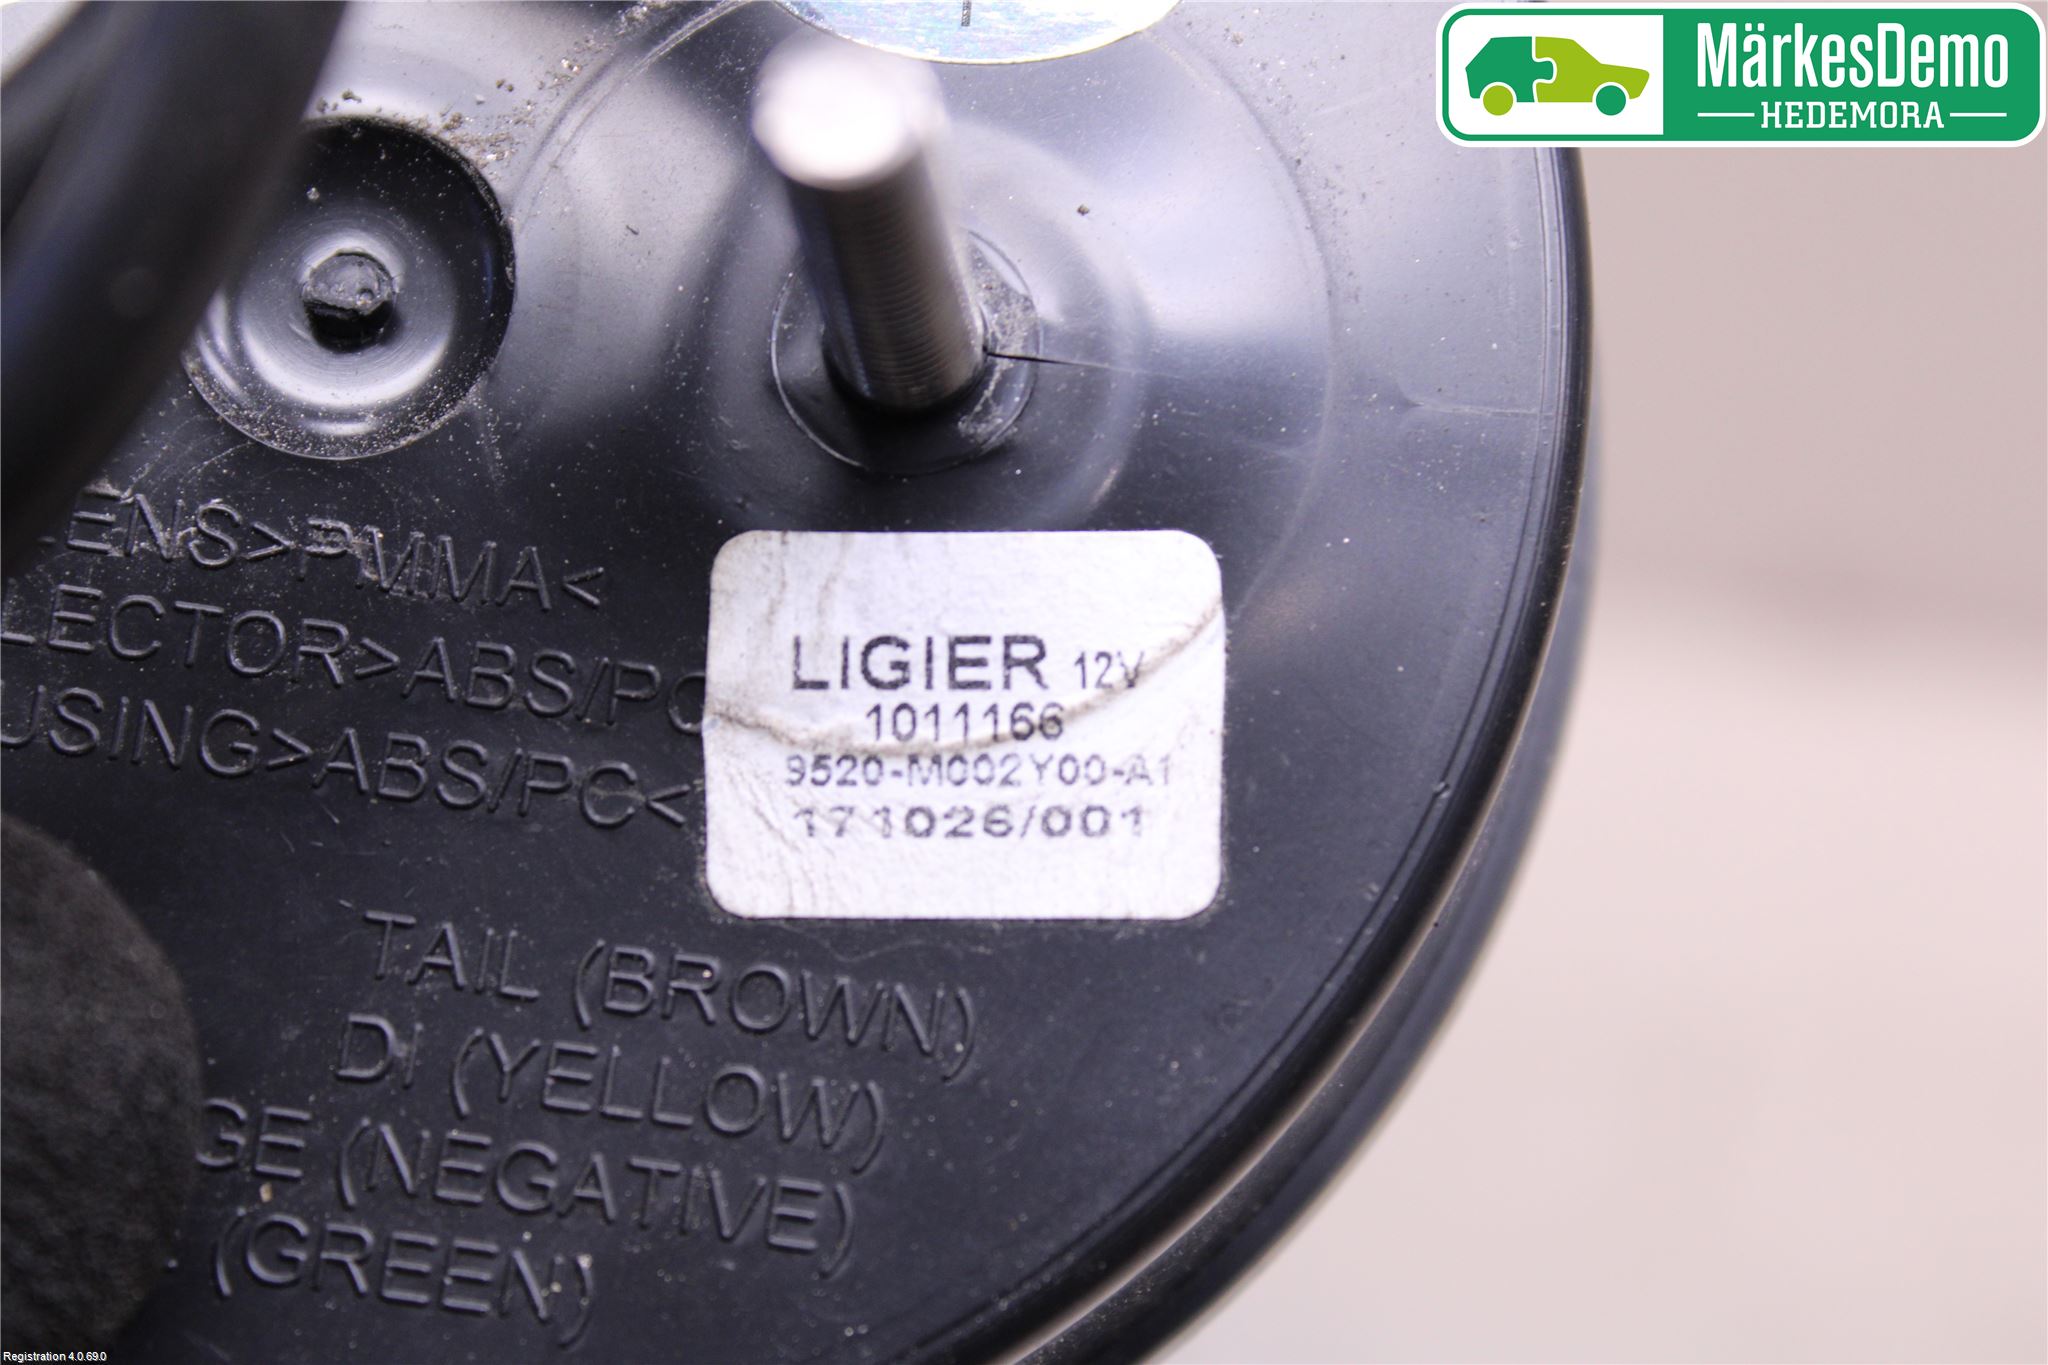 MärkesDemo
HEDEMORA
ENS>PMMA<
LECTOR>ABS/PC
USING>ABS/PC<
LIGIER 12V
1011166
9520-M002Y00-A1
171026/001
TAIL (BROWN)
DI (YELLOW)
GE (NEGATIVE)
(GREEN)
Registration 4.0.69.0